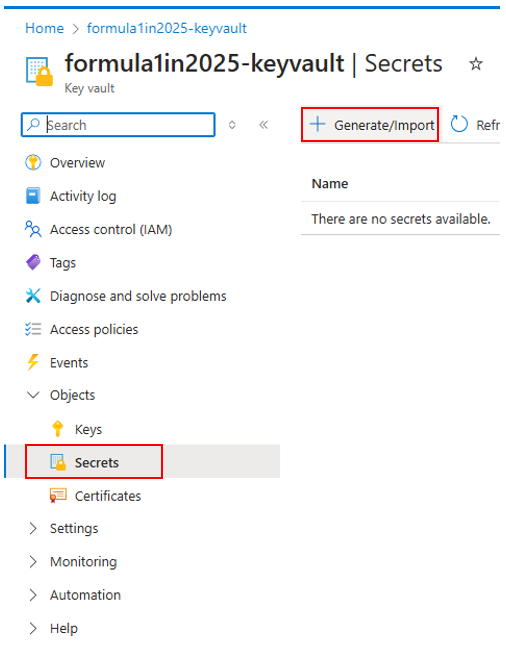 Home > formula1in2025-keyvault
formula1in2025-keyvault | Secrets
Key vault
Search
Generate/Import
Refr
Overview
Activity log
Access control (IAM)
Tags
Diagnose and solve problems
Access policies
Events
Objects
Keys
Secrets
Certificates
Settings
Monitoring
Automation
Help
Name
There are no secrets available.